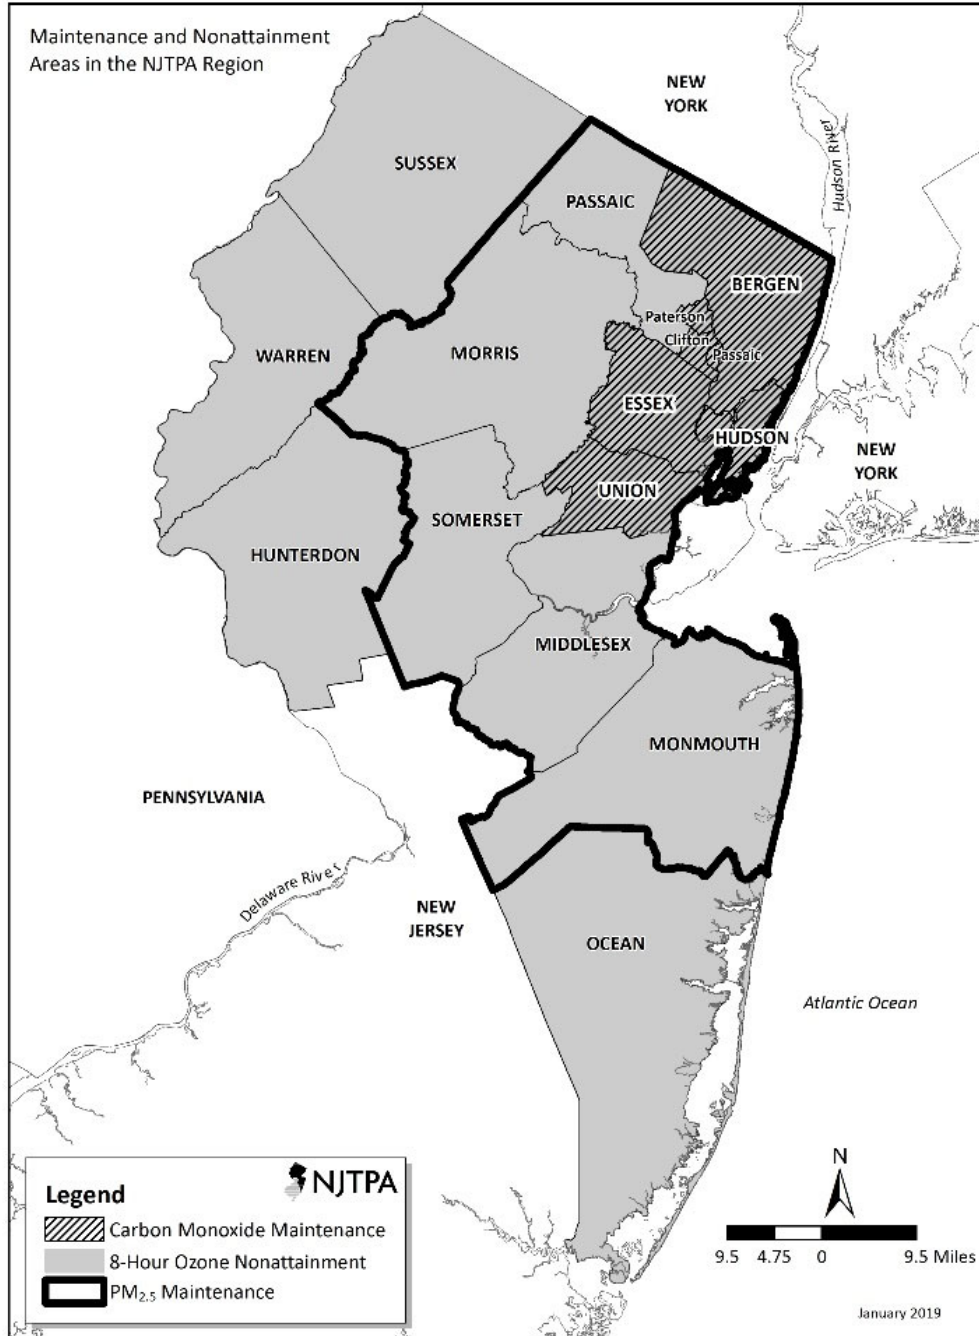 Maintenance and Nonattainment
Areas in the NJTPA Region
NEW
YORK
Hudson River
SUSSEX
PASSAIC
BERGEN
Paterson
Clifton
Passaic
WARREN
MORRIS
ESSEX
HUDSON
NEW
YORK
UNION
SOMERSET
HUNTERDON
MIDDLESEX
MONMOUTH
PENNSYLVANIA
Delaware River
NEW
JERSEY
OCEAN
Atlantic Ocean
N
9.5 4.75 0 9.5 Miles
NJTPA
Legend
Carbon Monoxide Maintenance
8-Hour Ozone Nonattainment
PM2.5 Maintenance
January 2019